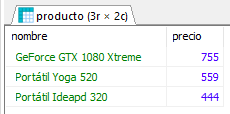 producto (3r × 2c)
nombre precio
GeForce GTX 1080 Xtreme 755
Portátil Yoga 520 559
Portátil Ideapd 320 444